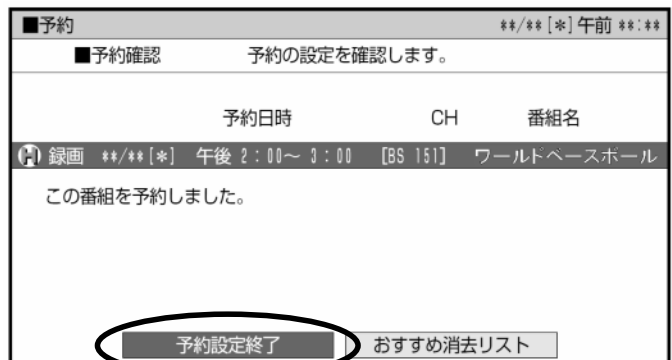 ■予約 **/**[*]午前 **:**
■予約確認 予約の設定を確認します。
予約日時 CH 番組名
H 録画 **/**[*] 午後 2:00～ 3:00 [BS 151] ワールドベースボール
この番組を予約しました。
予約設定終了 おすすめ消去リスト